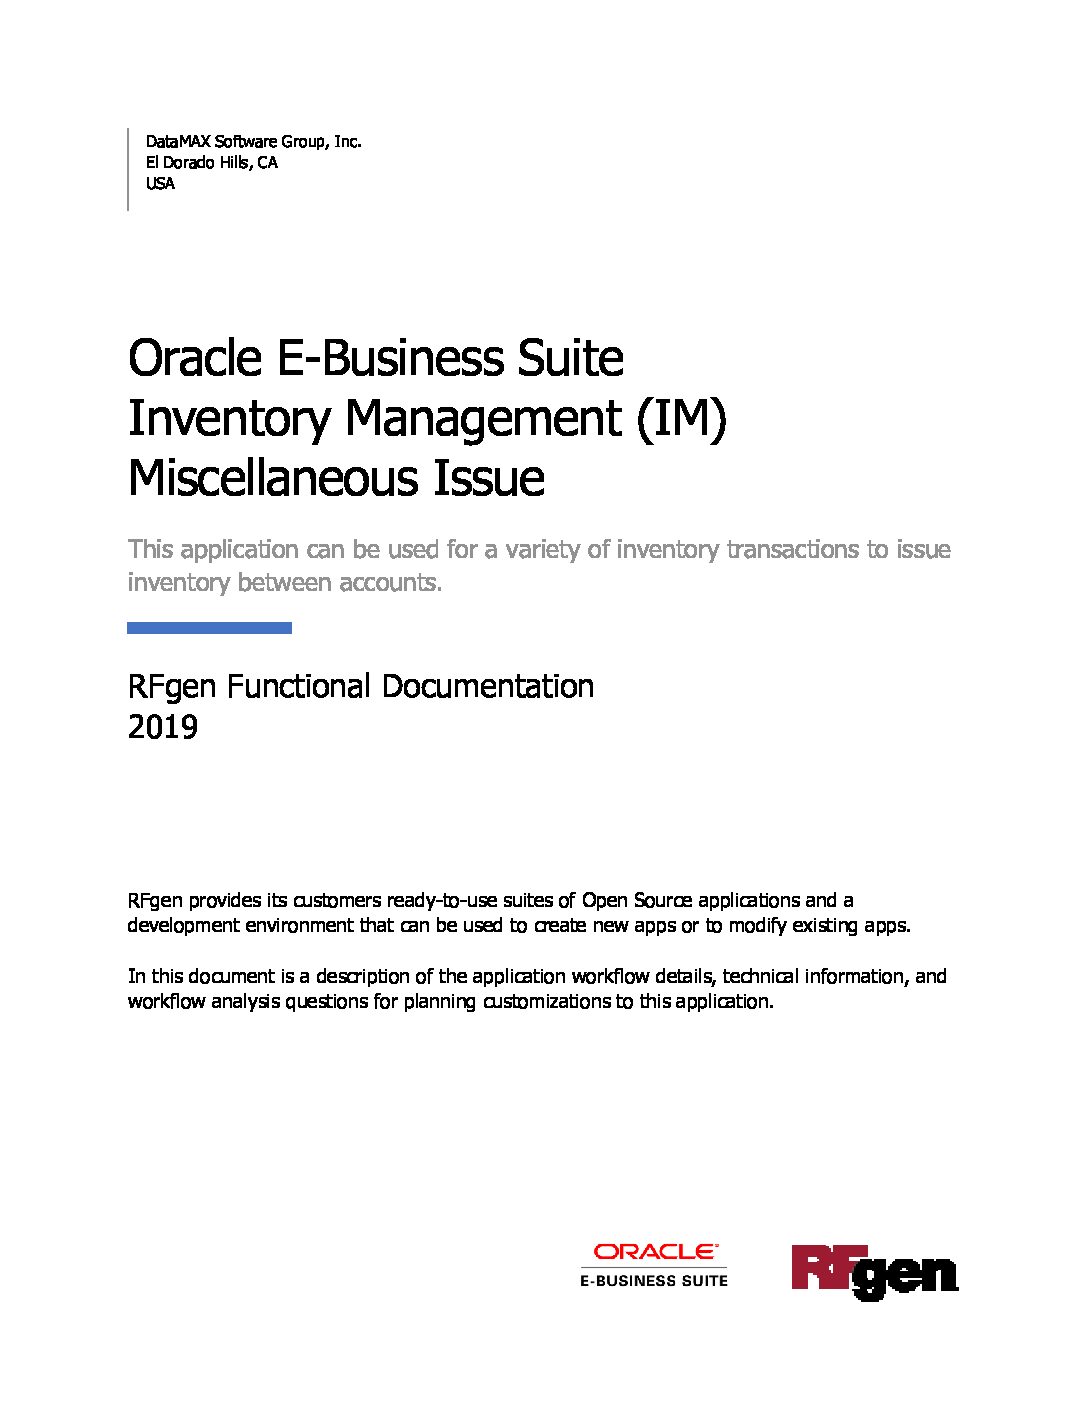 DataMAX Software Group, Inc.
El Dorado Hills, CA
USA
Oracle E-Business Suite
Inventory Management (IM)
Miscellaneous Issue
This application can be used for a variety of inventory transactions to issue
inventory between accounts.
RFgen Functional Documentation
2019
RFgen provides its customers ready-to-use suites of Open Source applications and a
development environment that can be used to create new apps or to modify existing apps.
In this document is a description of the application workflow details, technical information, and
workflow analysis questions for planning customizations to this application.
ORACLE®
E-BUSINESS SUITE
RFgen